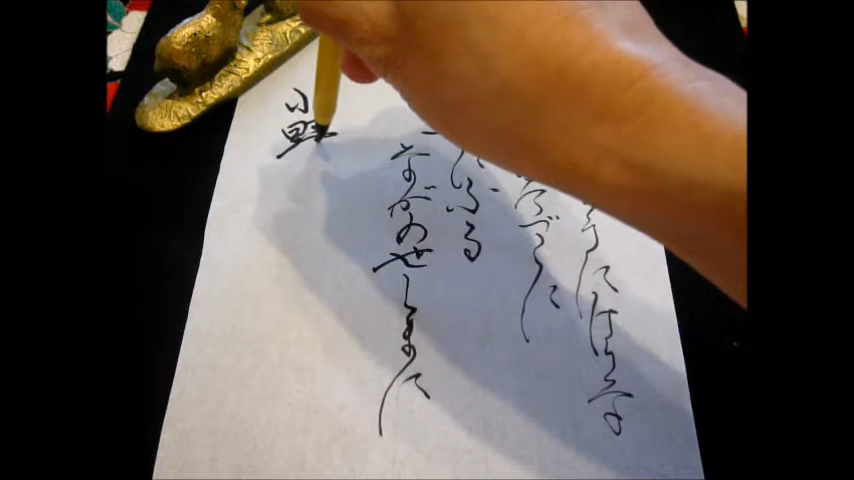 りにけりな
たづらに
ふる
ながめせしまに
小野